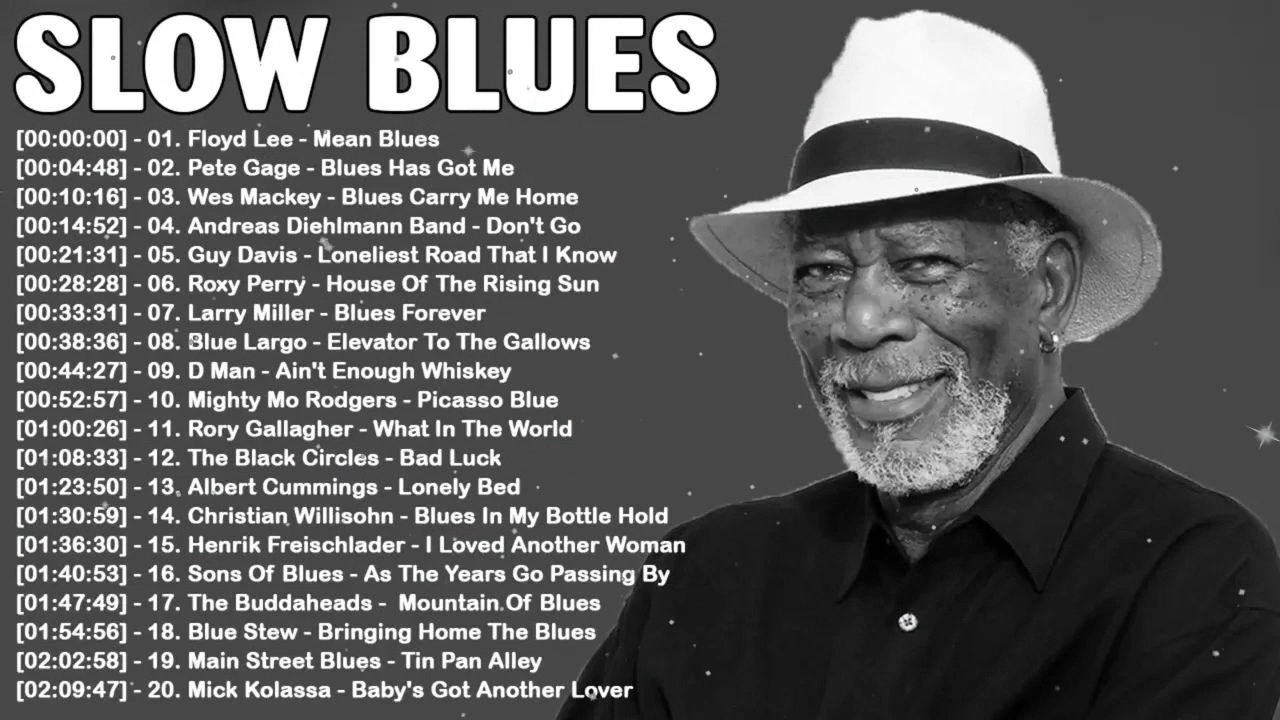 SLOW BLUES
[00:00:00] - 01. Floyd Lee - Mean Blues
[00:04:48] - 02. Pete Gage - Blues Has Got Me
[00:10:16] - 03. Wes Mackey - Blues Carry Me Home
[00:14:52] - 04. Andreas Diehlmann Band - Don't Go
[00:21:31] - 05. Guy Davis - Loneliest Road That I Know
[00:28:28] - 06. Roxy Perry - House Of The Rising Sun
[00:33:31] - 07. Larry Miller - Blues Forever
[00:38:36] - 08. Blue Largo - Elevator To The Gallows
[00:44:27] - 09. D Man - Ain't Enough Whiskey
[00:52:57] - 10. Mighty Mo Rodgers - Picasso Blue
[01:00:26] - 11. Rory Gallagher - What In The World
[01:08:33] - 12. The Black Circles - Bad Luck
[01:23:50] - 13. Albert Cummings - Lonely Bed
[01:30:59] - 14. Christian Willisohn - Blues In My Bottle Hold
[01:36:30] - 15. Henrik Freischlader - I Loved Another Woman
[01:40:53] - 16. Sons Of Blues - As The Years Go Passing By
[01:47:49] - 17. The Buddaheads - Mountain Of Blues
[01:54:56] - 18. Blue Stew - Bringing Home The Blues
[02:02:58] - 19. Main Street Blues - Tin Pan Alley
[02:09:47] - 20. Mick Kolassa - Baby's Got Another Lover